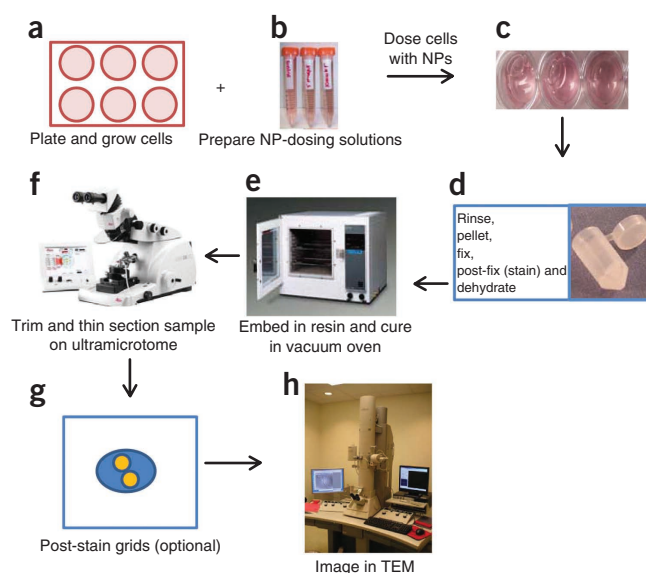 a
Plate and grow cells
+
b
Prepare NP-dosing solutions
Dose cells
with NPs
c
d
Rinse,
pellet,
fix,
post-fix (stain) and
dehydrate
e
Embed in resin and cure
in vacuum oven
f
Trim and thin section sample
on ultramicrotome
g
Post-stain grids (optional)
h
Image in TEM